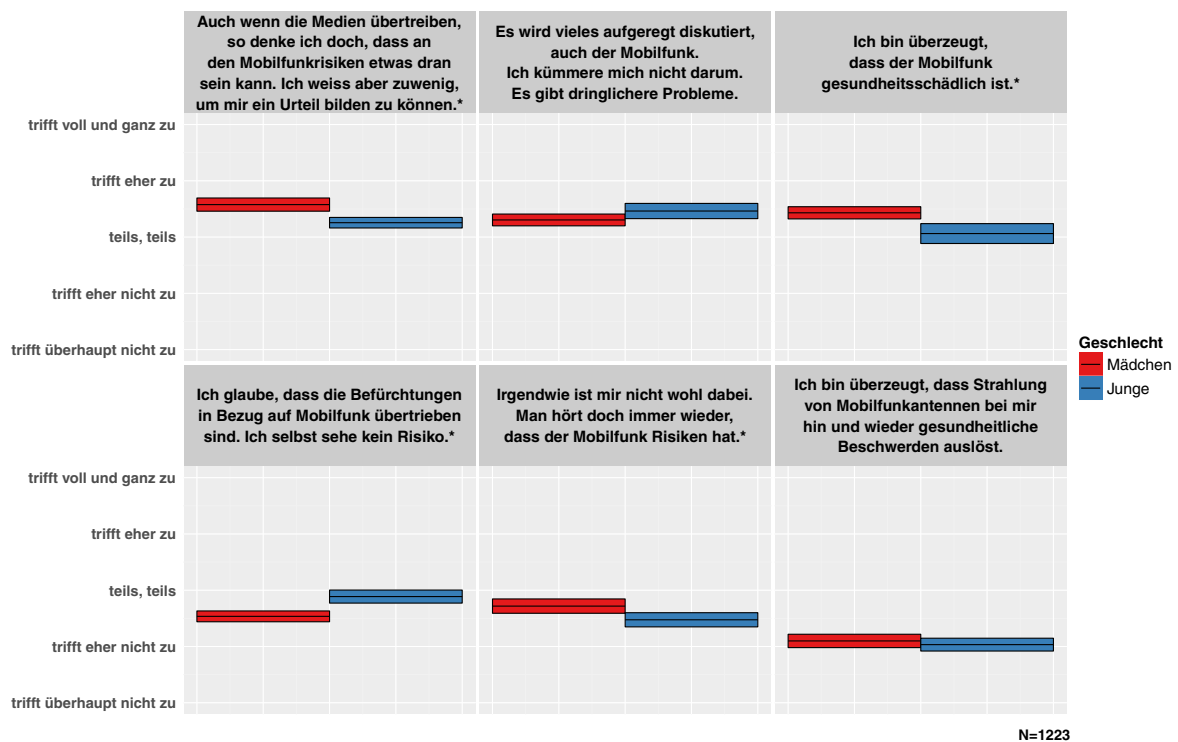 Auch wenn die Medien übertreiben,
so denke ich doch, dass an
den Mobilfunkrisiken etwas dran
sein kann. Ich weiss aber zuwenig,
um mir ein Urteil bilden zu können.*
Es wird vieles aufgeregt diskutiert,
auch der Mobilfunk.
Ich kümmere mich nicht darum.
Es gibt dringlichere Probleme.
Ich bin überzeugt,
dass der Mobilfunk
gesundheitsschädlich ist.*
trifft voll und ganz zu
trifft eher zu
teils, teils
trifft eher nicht zu
trifft überhaupt nicht zu
Ich glaube, dass die Befürchtungen
in Bezug auf Mobilfunk übertrieben
sind. Ich selbst sehe kein Risiko.*
Irgendwie ist mir nicht wohl dabei.
Man hört doch immer wieder,
dass der Mobilfunk Risiken hat.*
Ich bin überzeugt, dass Strahlung
von Mobilfunkantennen bei mir
hin und wieder gesundheitliche
Beschwerden auslöst.
trifft voll und ganz zu
trifft eher zu
teils, teils
trifft eher nicht zu
trifft überhaupt nicht zu
Geschlecht
Mädchen
Junge
N=1223